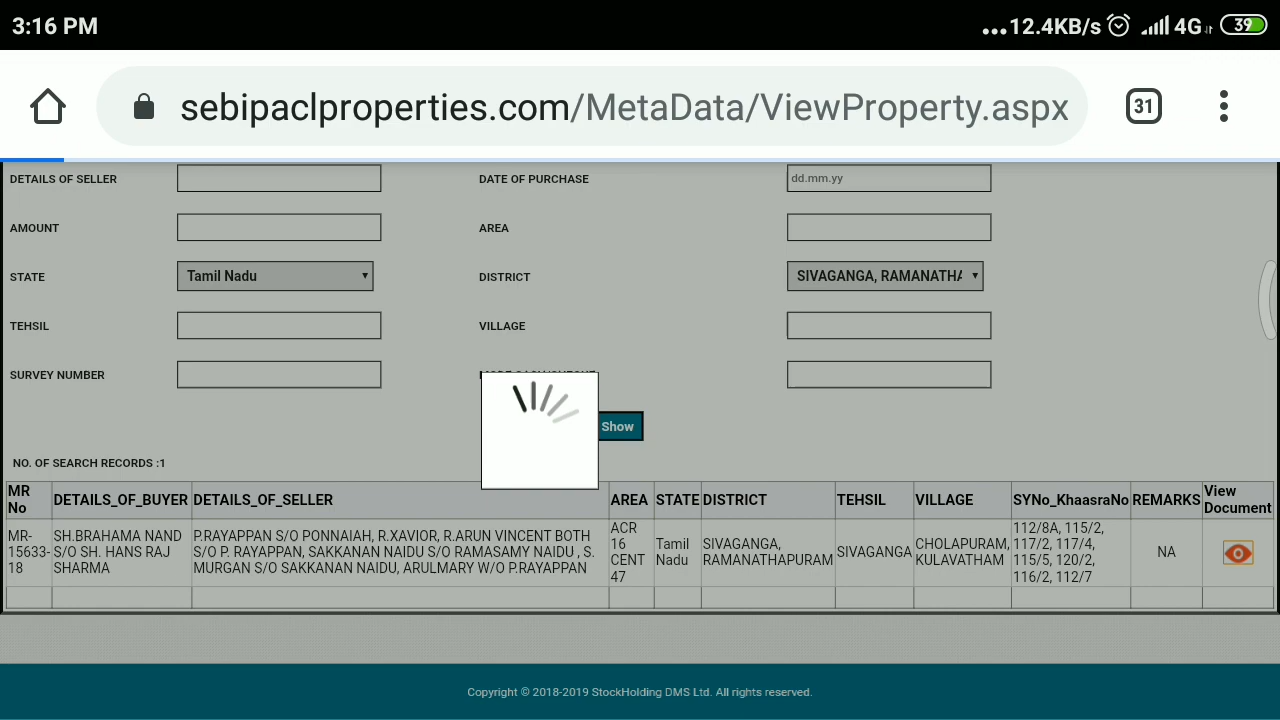 3:16 PM
...12.4KB/s 4G 39
sebipaclproperties.com/MetaData/ViewProperty.aspx 31
DETAILS OF SELLER DATE OF PURCHASE dd.mm.yy
AMOUNT AREA
STATE Tamil Nadu DISTRICT SIVAGANGA, RAMANATHA
TEHSIL VILLAGE
SURVEY NUMBER
Show
NO. OF SEARCH RECORDS :1
MR No DETAILS_OF_BUYER DETAILS_OF_SELLER AREA STATE DISTRICT TEHSIL VILLAGE SYNo_KhaasraNo REMARKS View Document
MR-15633-18
SH.BRAHAMA NAND
S/O SH. HANS RAJ
SHARMA
P.RAYAPPAN S/O PONNAIAH, R.XAVIOR, R.ARUN VINCENT BOTH
S/O P. RAYAPPAN, SAKKANAN NAIDU S/O RAMASAMY NAIDU , S.
MURGAN S/O SAKKANAN NAIDU, ARULMARY W/O P.RAYAPPAN
ACR
16
CENT
47
Tamil
Nadu
SIVAGANGA,
RAMANATHAPURAM
SIVAGANGA
CHOLAPURAM,
KULAVATHAM
112/8A, 115/2,
117/2, 117/4,
115/5, 120/2,
116/2, 112/7
NA
Copyright © 2018-2019 StockHolding DMS Ltd. All rights reserved.